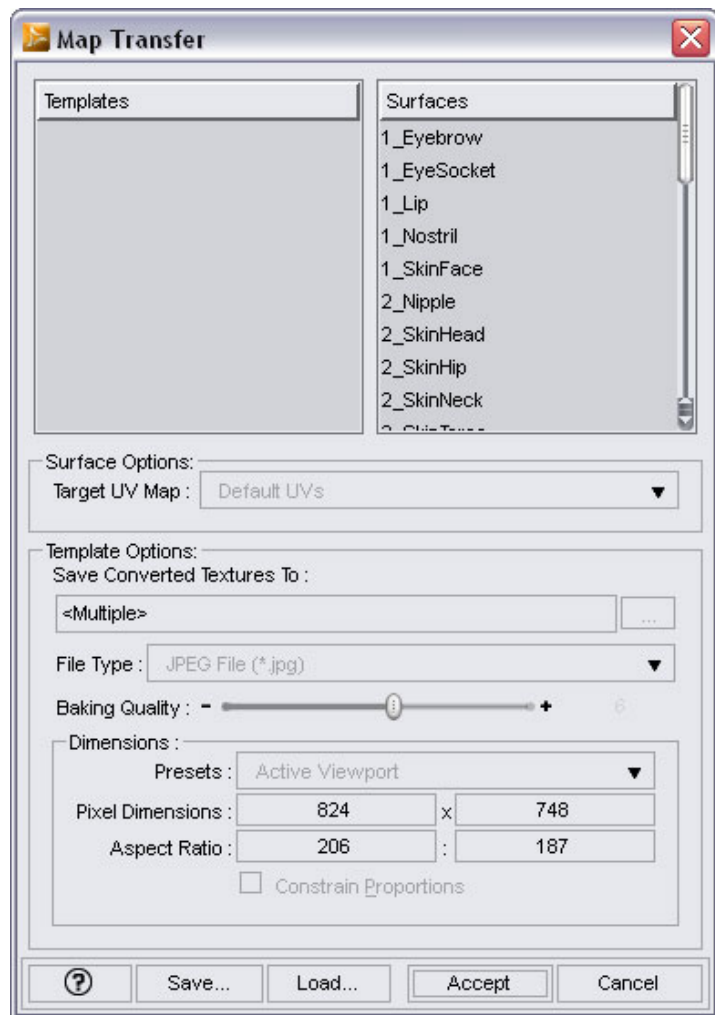 Map Transfer
Templates
Surfaces
1_Eyebrow
1_EyeSocket
1_Lip
1_Nostril
1_SkinFace
2_Nipple
2_SkinHead
2_SkinHip
2_SkinNeck
Surface Options:
Target UV Map : Default UVs
Template Options:
Save Converted Textures To :
<Multiple>
...
File Type : JPEG File (*.jpg)
Baking Quality : - + 6
Dimensions :
Presets : Active Viewport
Pixel Dimensions : 824 x 748
Aspect Ratio : 206 : 187
Constrain Proportions
? Save... Load... Accept Cancel